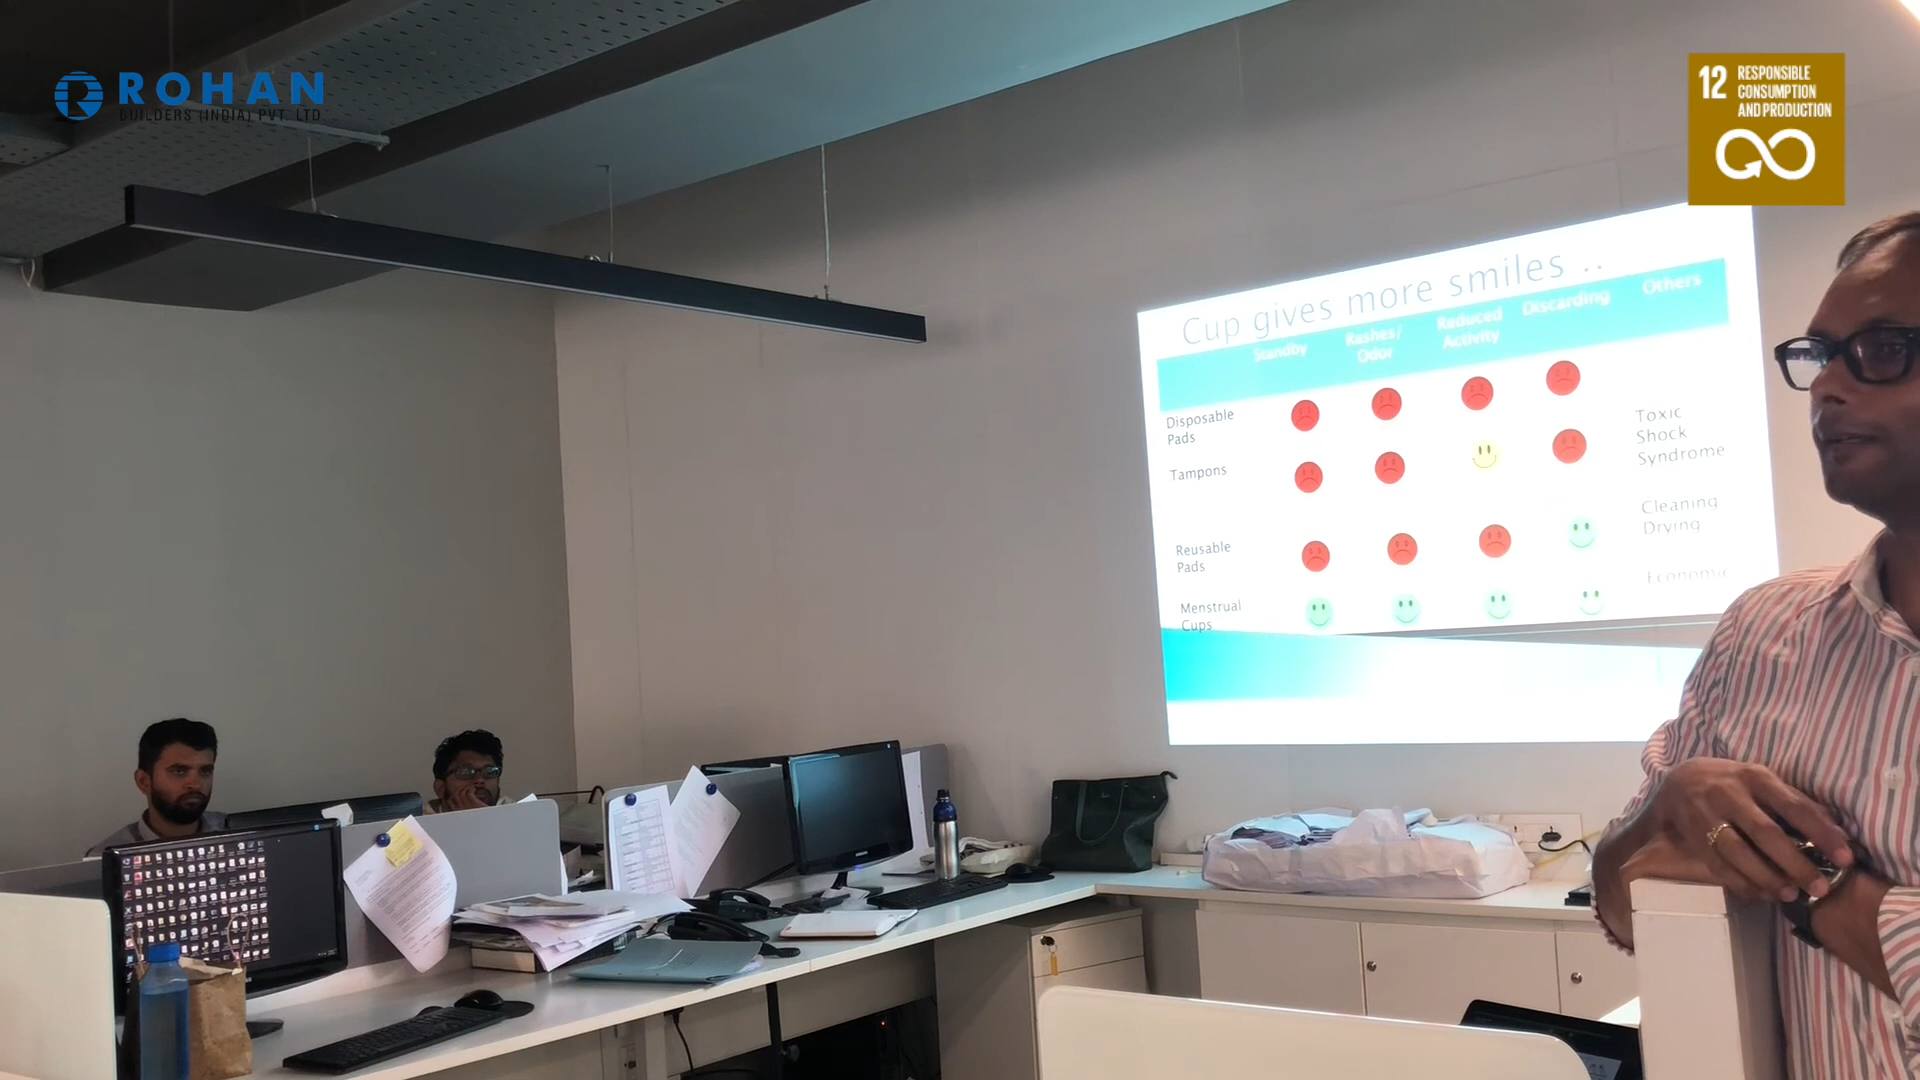 ROHAN
BUILDERS (INDIA) PVT. LTD
12 RESPONSIBLE
CONSUMPTION
AND PRODUCTION
Cup gives more smiles ..
Standby
Rashes/
Odor
Reduced
Activity
Discarding
Others
Disposable
Pads
Tampons
Toxic
Shock
Syndrome
Reusable
Pads
Cleaning
Drying
Menstrual
Cups
Economic